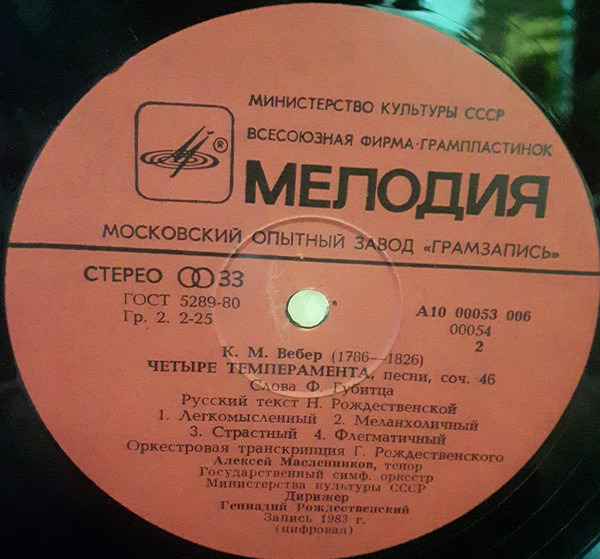 МИНИСТЕРСТВО КУЛЬТУРЫ СССР
ВСЕСОЮЗНАЯ ФИРМА·ГРАМПЛАСТИНОК
®
МЕЛОДИЯ
МОСКОВСКИЙ ОПЫТНЫЙ ЗАВОД «ГРАМЗАПИСЬ»
СТЕРЕО 33
ГОСТ 5289-80
Гр. 2. 2-25
А10 00053 006
00054
2
К. М. Вебер (1786—1826)
ЧЕТЫРЕ ТЕМПЕРАМЕНТА, песни, соч. 46
Слова Ф. Губитца
Русский текст Н. Рождественской
1. Легкомысленный 2. Меланхоличный
3. Страстный 4. Флегматичный
Оркестровая транскрипция Г. Рождественского
Алексей Масленников, тенор
Государственный симф. оркестр
Министерства культуры СССР
Дирижер
Геннадий Рождественский
Запись 1983 г.
(цифровая)